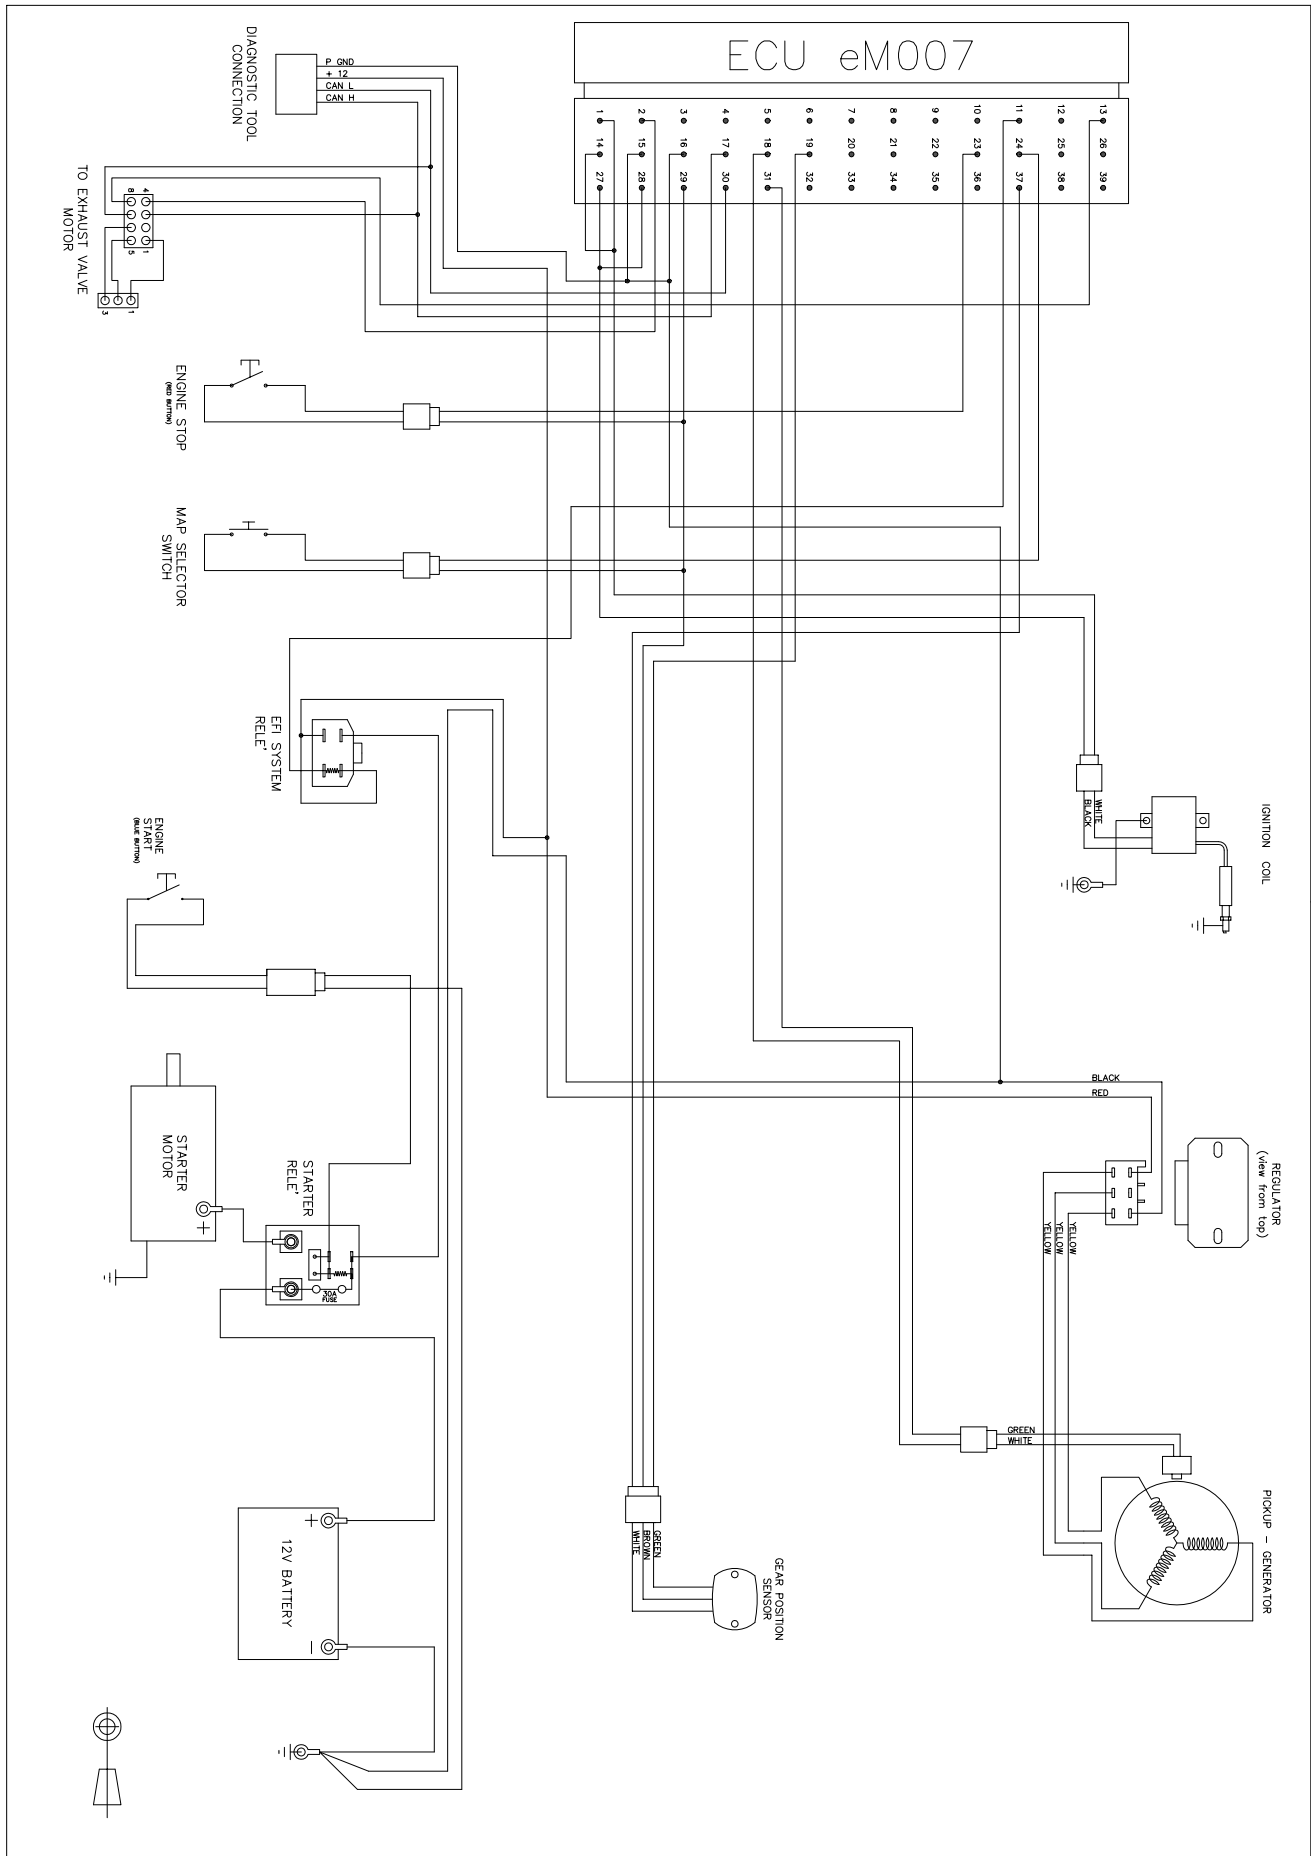 ECU eM007
1 2 3 4 5 6 7 8 9 10 11 12 13
14 15 16 17 18 19 20 21 22 23 24 25 26
27 28 29 30 31 32 33 34 35 36 37 38 39
DIAGNOSTIC TOOL
CONNECTION
P GND
+ 12
CAN L
CAN H
TO EXHAUST VALVE
MOTOR
8 4
5 1
3 1
ENGINE STOP
(RED BUTTON)
MAP SELECTOR
SWITCH
EFI SYSTEM
RELE'
IGNITION COIL
WHITE
BLACK
ENGINE
START
(BLUE BUTTON)
STARTER
MOTOR
+
STARTER
RELE'
30A
FUSE
BLACK
RED
REGULATOR
(view from top)
YELLOW
YELLOW
YELLOW
GREEN
WHITE
PICKUP - GENERATOR
GREEN
BROWN
WHITE
GEAR POSITION
SENSOR
12V BATTERY
+
-